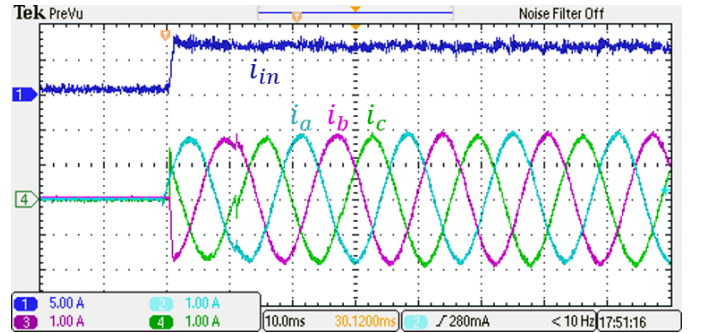 Tek PreVu Noise Filter Off
T
T
1
i_in
i_a i_b i_c
4
1 5.00 A 2 1.00 A
3 1.00 A 4 1.00 A
10.0ms 30.1200ms
2 280mA
<10 Hz 17:51:16